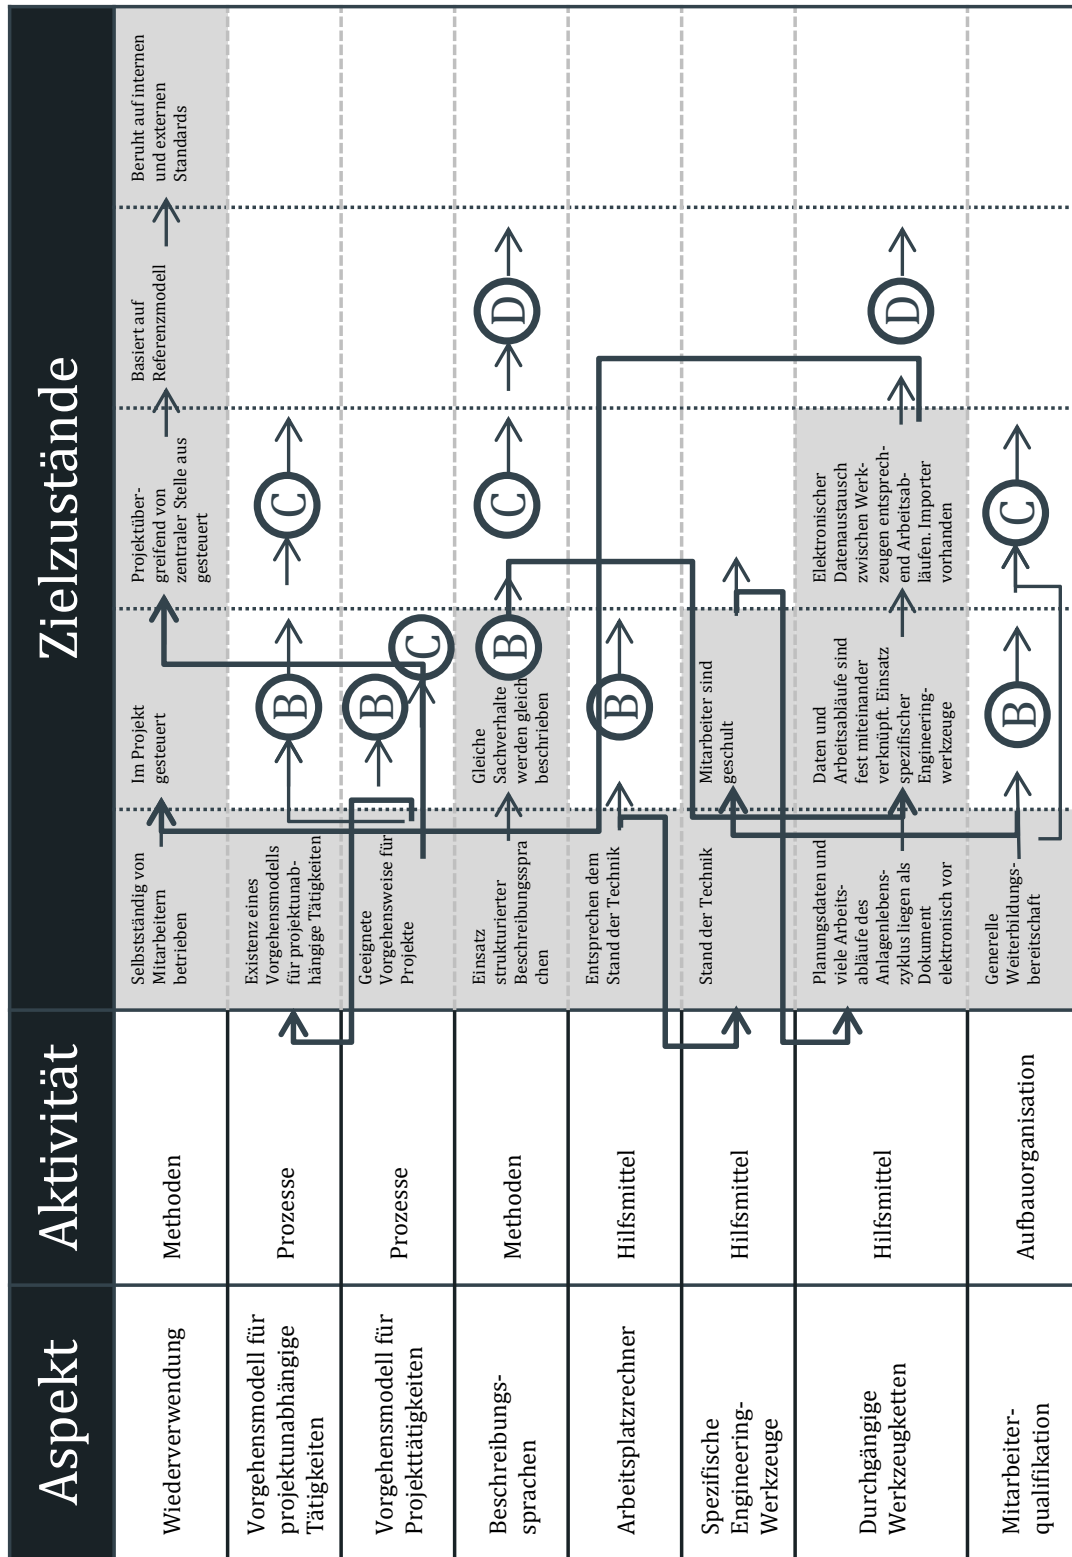 Aspekt
Aktivität
Zielzustände
Wiederverwendung
Methoden
Selbstständig von
Mitarbeitern
betrieben
Im Projekt
gesteuert
Projektüber-
greifend von
zentraler Stelle aus
gesteuert
Basiert auf
Referenzmodell
Beruht auf internen
und externen
Standards
Vorgehensmodell für
projektunabhängige
Tätigkeiten
Prozesse
Existenz eines
Vorgehensmodells
für projektunab-
hängige Tätigkeiten
B
C
Vorgehensmodell für
Projekttätigkeiten
Prozesse
Geeignete
Vorgehensweise für
Projekte
B
C
Beschreibungs-
sprachen
Methoden
Einsatz
strukturierter
Beschreibungsspra
chen
Gleiche
Sachverhalte
werden gleich
beschrieben
B
C
D
Arbeitsplatzrechner
Hilfsmittel
Entsprechen dem
Stand der Technik
B
Spezifische
Engineering-
Werkzeuge
Hilfsmittel
Stand der Technik
Mitarbeiter sind
geschult
Durchgängige
Werkzeugketten
Hilfsmittel
Planungsdaten und
viele Arbeits-
abläufe des
Anlagenlebens-
zyklus liegen als
Dokument
elektronisch vor
Daten und
Arbeitsabläufe sind
fest miteinander
verknüpft. Einsatz
spezifischer
Engineering-
werkzeuge
Elektronischer
Datenaustausch
zwischen Werk-
zeugen entsprech-
end Arbeitsab-
läufen. Importer
vorhanden
D
Mitarbeiter-
qualifikation
Aufbauorganisation
Generelle
Weiterbildungs-
bereitschaft
B
C